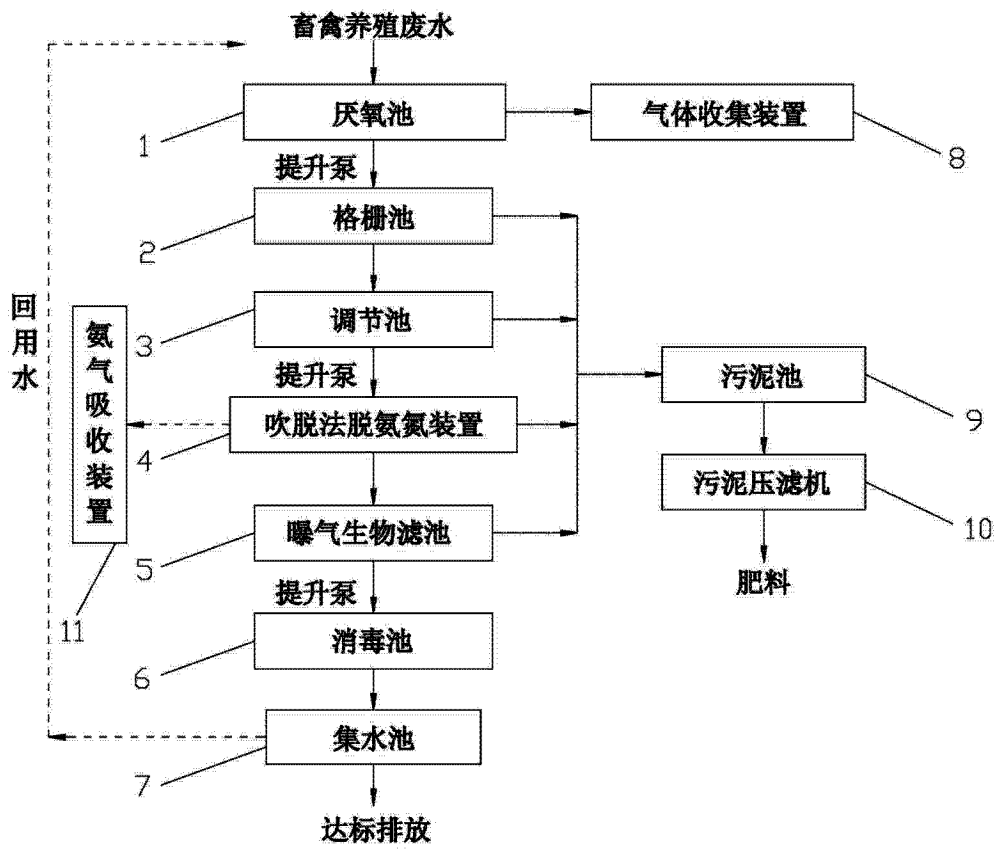 畜禽养殖废水
厌氧池
气体收集装置
1
8
提升泵
格栅池
2
调节池
3
提升泵
回用水
氨气吸收装置
吹脱法脱氨氮装置
4
污泥池
9
污泥压滤机
10
曝气生物滤池
5
肥料
提升泵
11
消毒池
6
集水池
7
达标排放